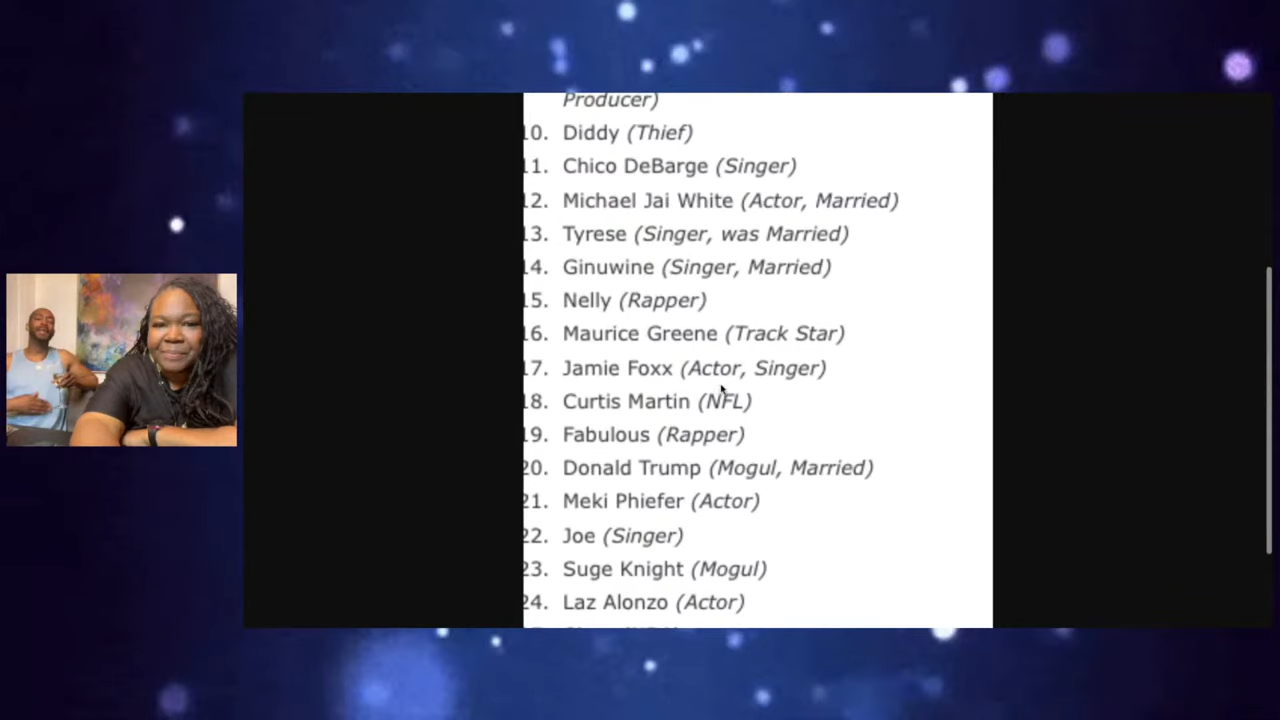 Producer)
10. Diddy (Thief)
11. Chico DeBarge (Singer)
12. Michael Jai White (Actor, Married)
13. Tyrese (Singer, was Married)
14. Ginuwine (Singer, Married)
15. Nelly (Rapper)
16. Maurice Greene (Track Star)
17. Jamie Foxx (Actor, Singer)
18. Curtis Martin (NFL)
19. Fabulous (Rapper)
20. Donald Trump (Mogul, Married)
21. Meki Phiefer (Actor)
22. Joe (Singer)
23. Suge Knight (Mogul)
24. Laz Alonzo (Actor)